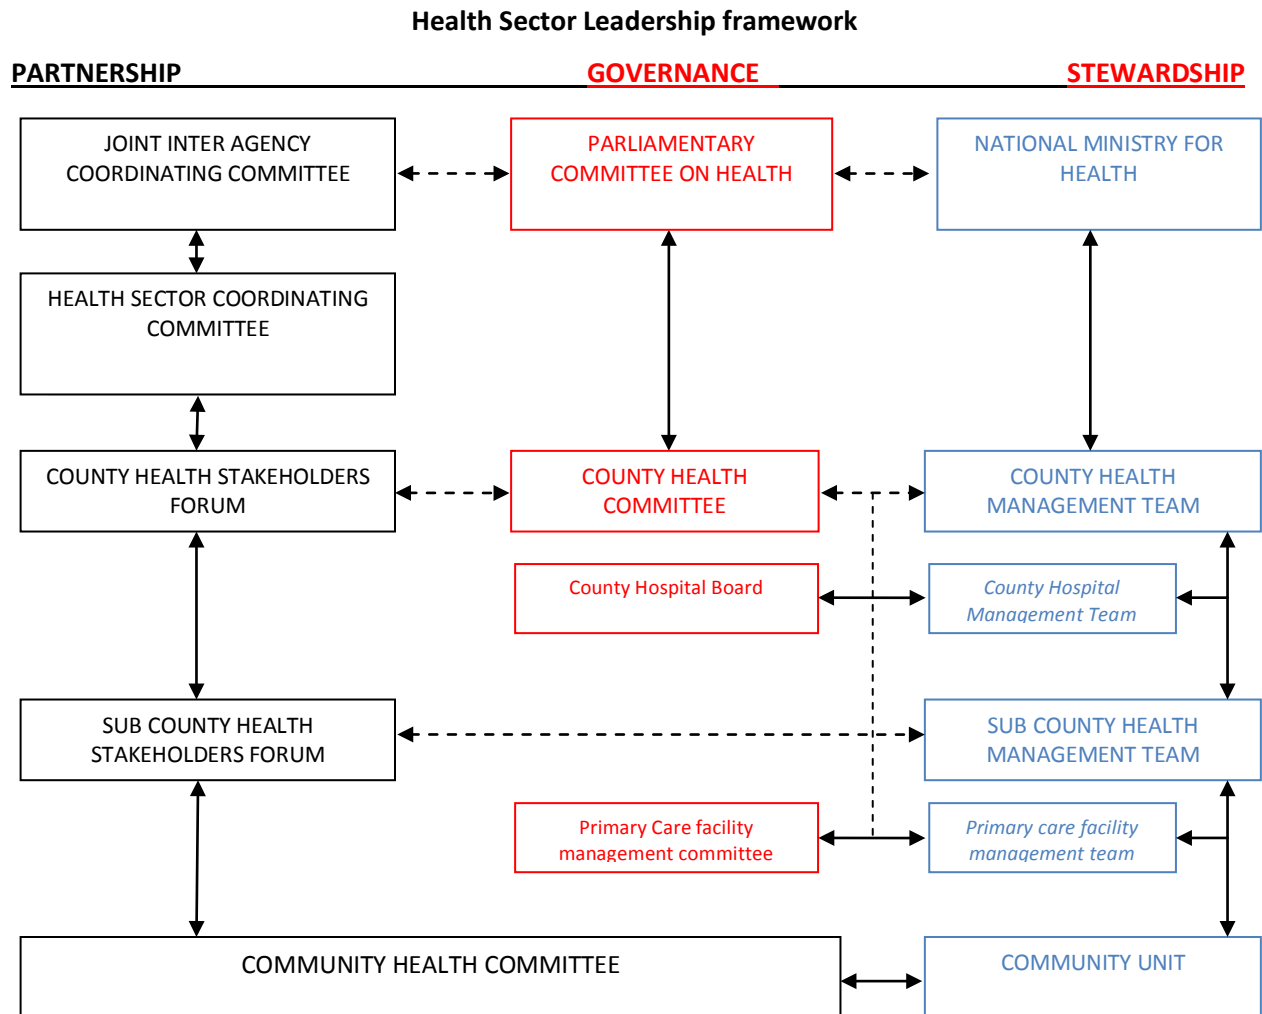 Health Sector Leadership framework
PARTNERSHIP GOVERNANCE STEWARDSHIP
JOINT INTER AGENCY
COORDINATING COMMITTEE
PARLIAMENTARY
COMMITTEE ON HEALTH
NATIONAL MINISTRY FOR
HEALTH
HEALTH SECTOR COORDINATING
COMMITTEE
COUNTY HEALTH STAKEHOLDERS
FORUM
COUNTY HEALTH
COMMITTEE
COUNTY HEALTH
MANAGEMENT TEAM
County Hospital Board
County Hospital
Management Team
SUB COUNTY HEALTH
STAKEHOLDERS FORUM
SUB COUNTY HEALTH
MANAGEMENT TEAM
Primary Care facility
management committee
Primary care facility
management team
COMMUNITY HEALTH COMMITTEE
COMMUNITY UNIT